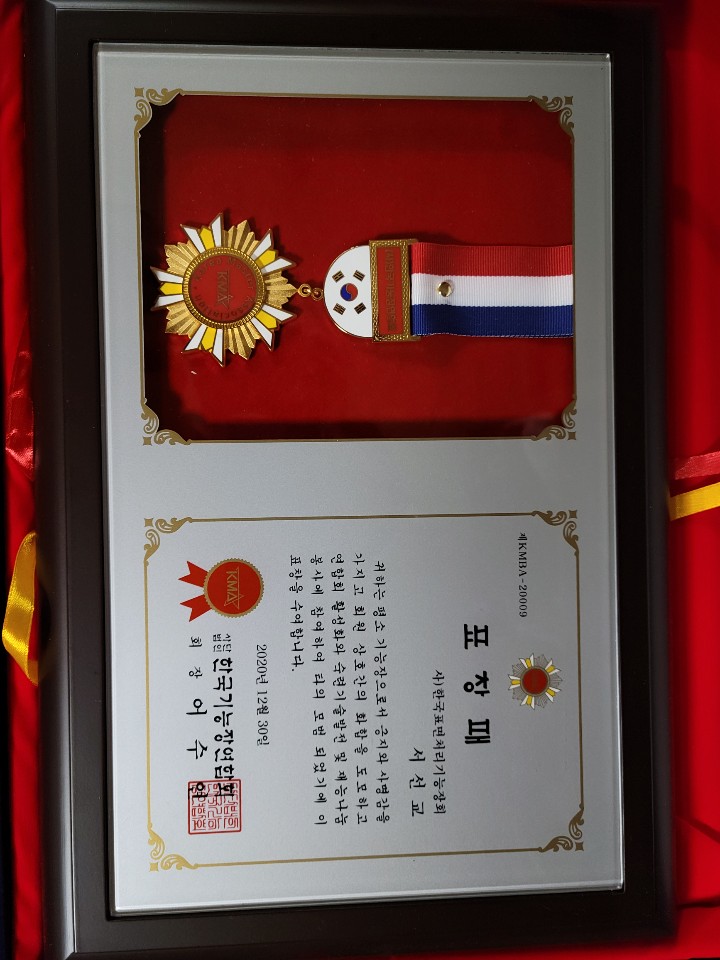 제KMBA-20009
표창패
사)한국표면처리기능장회
서선교
귀하는 평소 기능장으로서 긍지와 사명감을
가지고 회원 상호간의 화합을 도모하고
연합회 활성화와 숙련기술발전 및 재능나눔
봉사에 참여하여 타의 모범 되었기에 이
표창을 수여합니다.
2020년 12월 30일
KMA
사단법인 한국기능장연합회
회장 어수
KMA